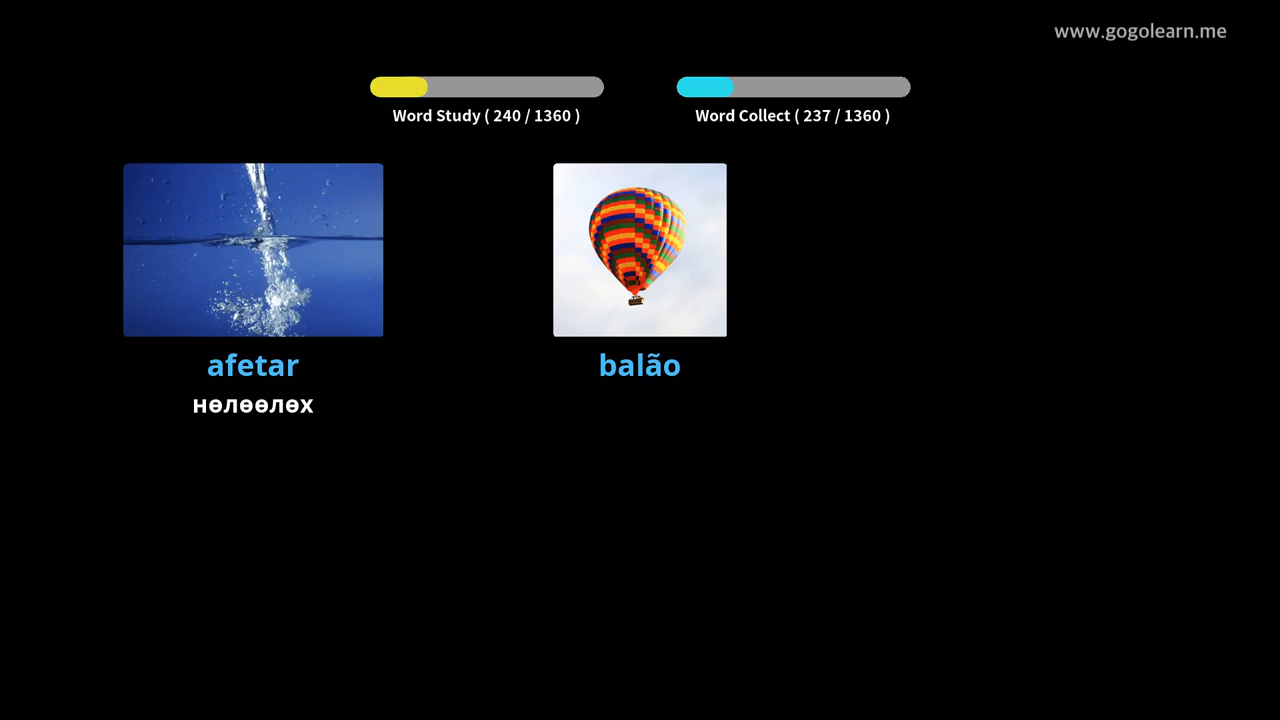 www.gogolearn.me
Word Study ( 240 / 1360 )
Word Collect ( 237 / 1360 )
afetar
нөлөөлөх
balão